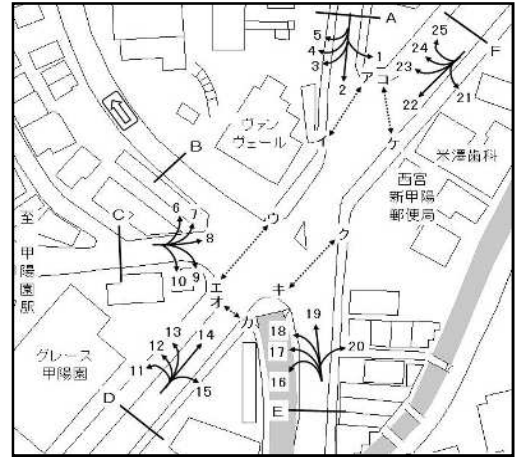 A
5
4
3
2
1
アコ
イ
25
24
23
22
21
F
ケ
米澤歯科
ヴァン
ヴェール
西宮
新甲陽
郵便局
B
C
6
7
8
9
10
至
甲
陽
園
駅
ウ
ク
エ
オ
カ
キ
グレース
甲陽園
11
12
13
14
15
D
16
17
18
19
20
E